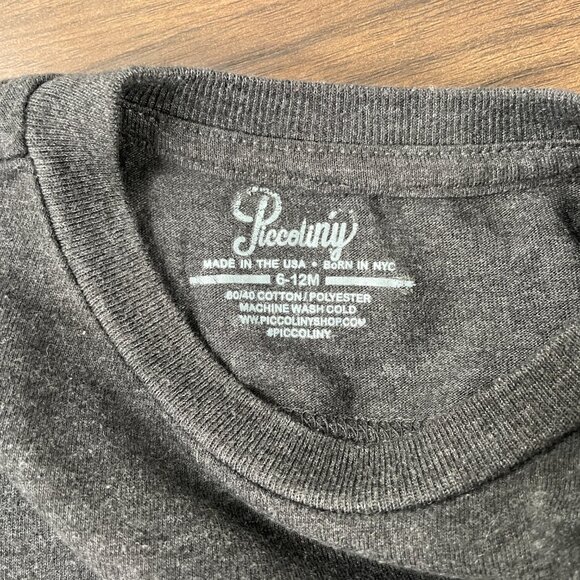 Piccoliny
MADE IN THE USA • BORN IN NYC
6-12M
60/40 COTTON / POLYESTER
MACHINE WASH COLD
WWW.PICCOLINYSHOP.COM
#PICCOLINY